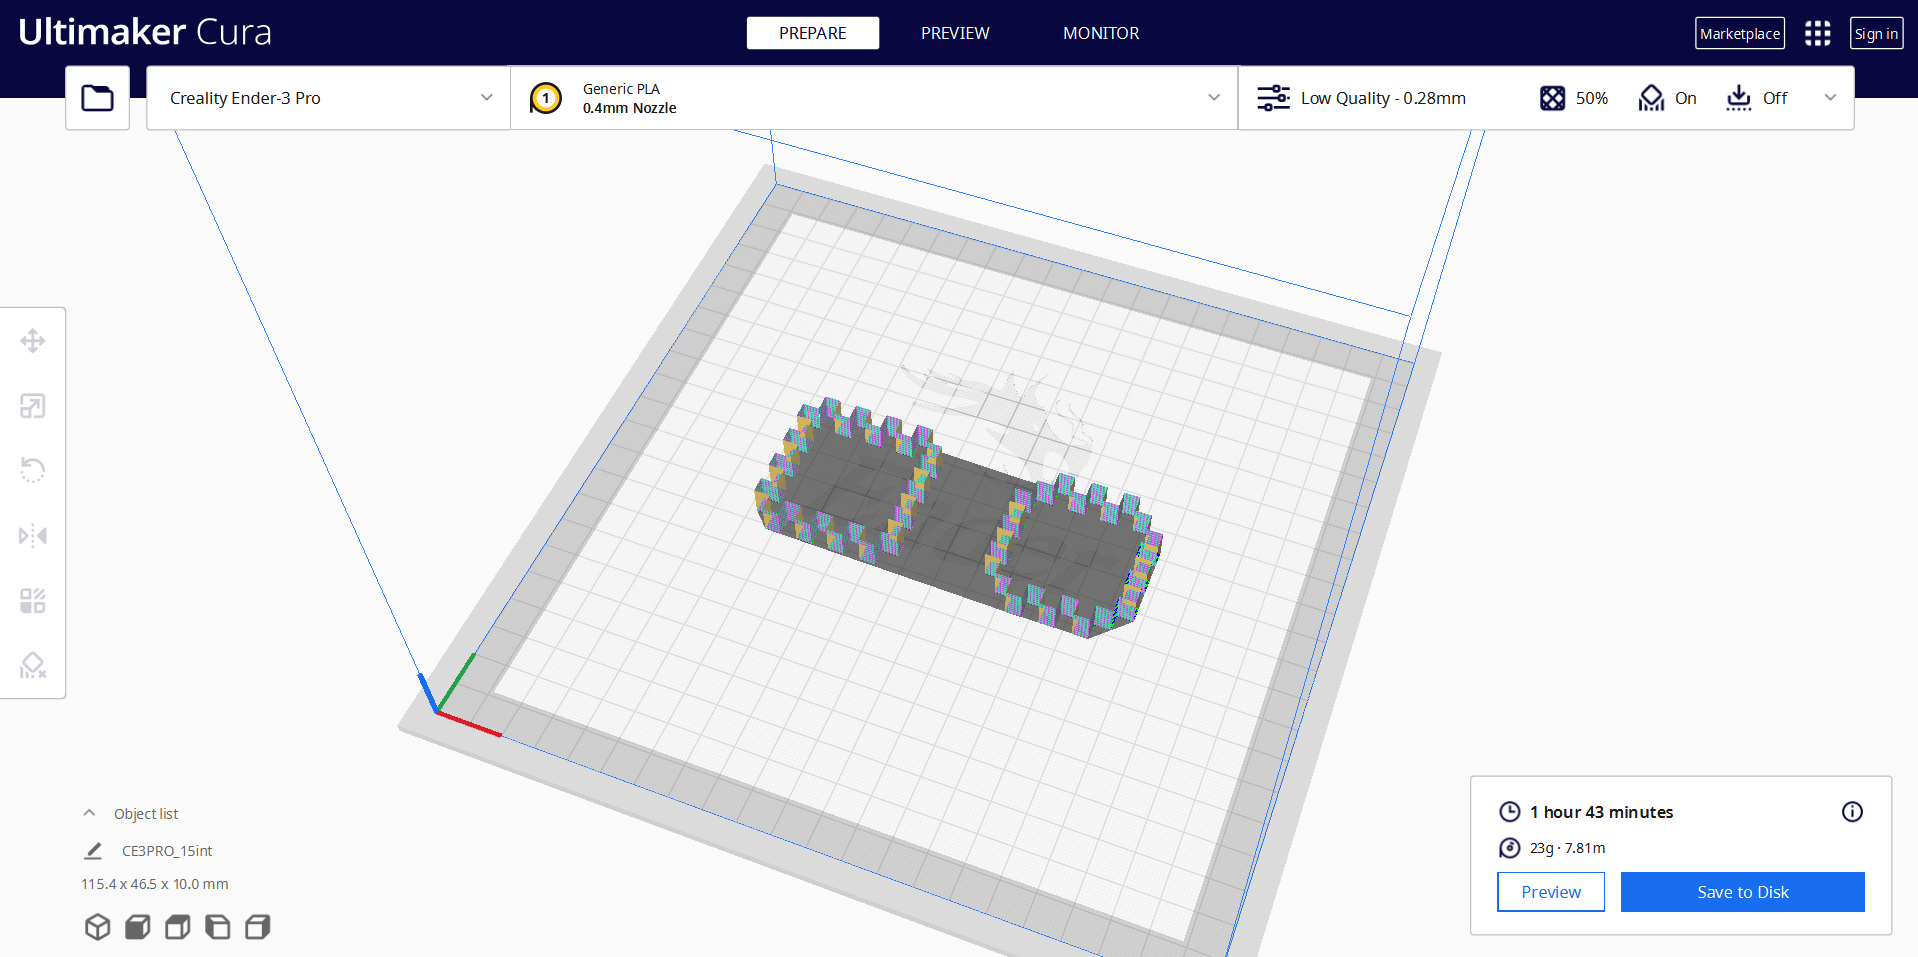 Ultimaker Cura
PREPARE
PREVIEW
MONITOR
Marketplace
Sign in
Creality Ender-3 Pro
1
Generic PLA
0.4mm Nozzle
Low Quality - 0.28mm
50%
On
Off
Object list
CE3PRO_15int
115.4 x 46.5 x 10.0 mm
1 hour 43 minutes
23g · 7.81m
Preview
Save to Disk